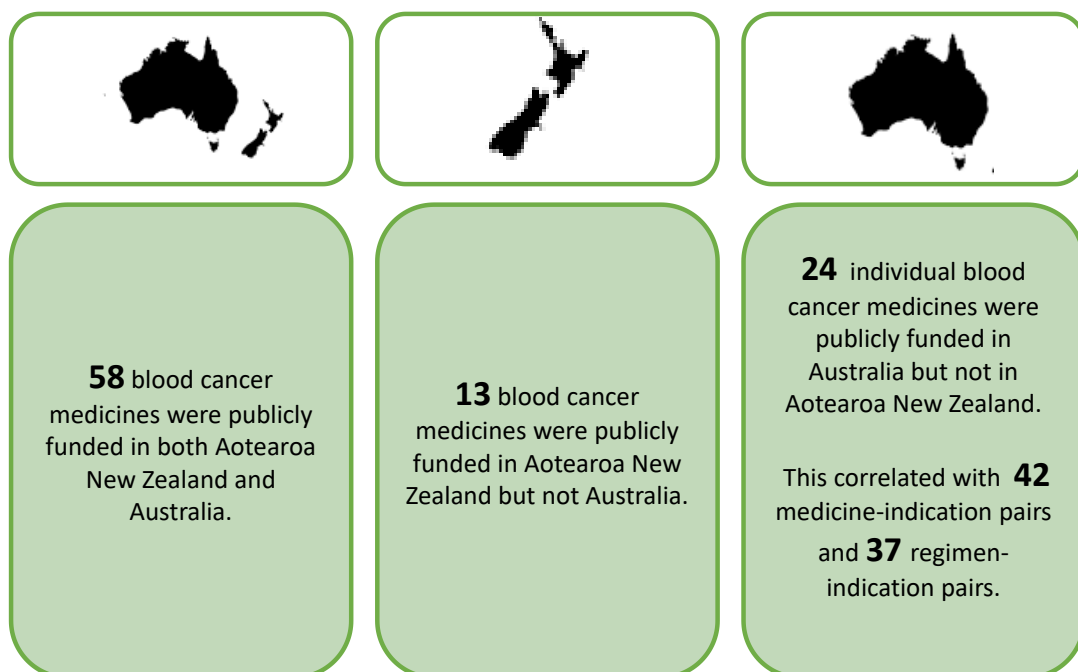 58 blood cancer
medicines were publicly
funded in both Aotearoa
New Zealand and
Australia.
13 blood cancer
medicines were publicly
funded in Aotearoa New
Zealand but not Australia.
24 individual blood
cancer medicines were
publicly funded in
Australia but not in
Aotearoa New Zealand.
This correlated with 42
medicine-indication pairs
and 37 regimen-
indication pairs.